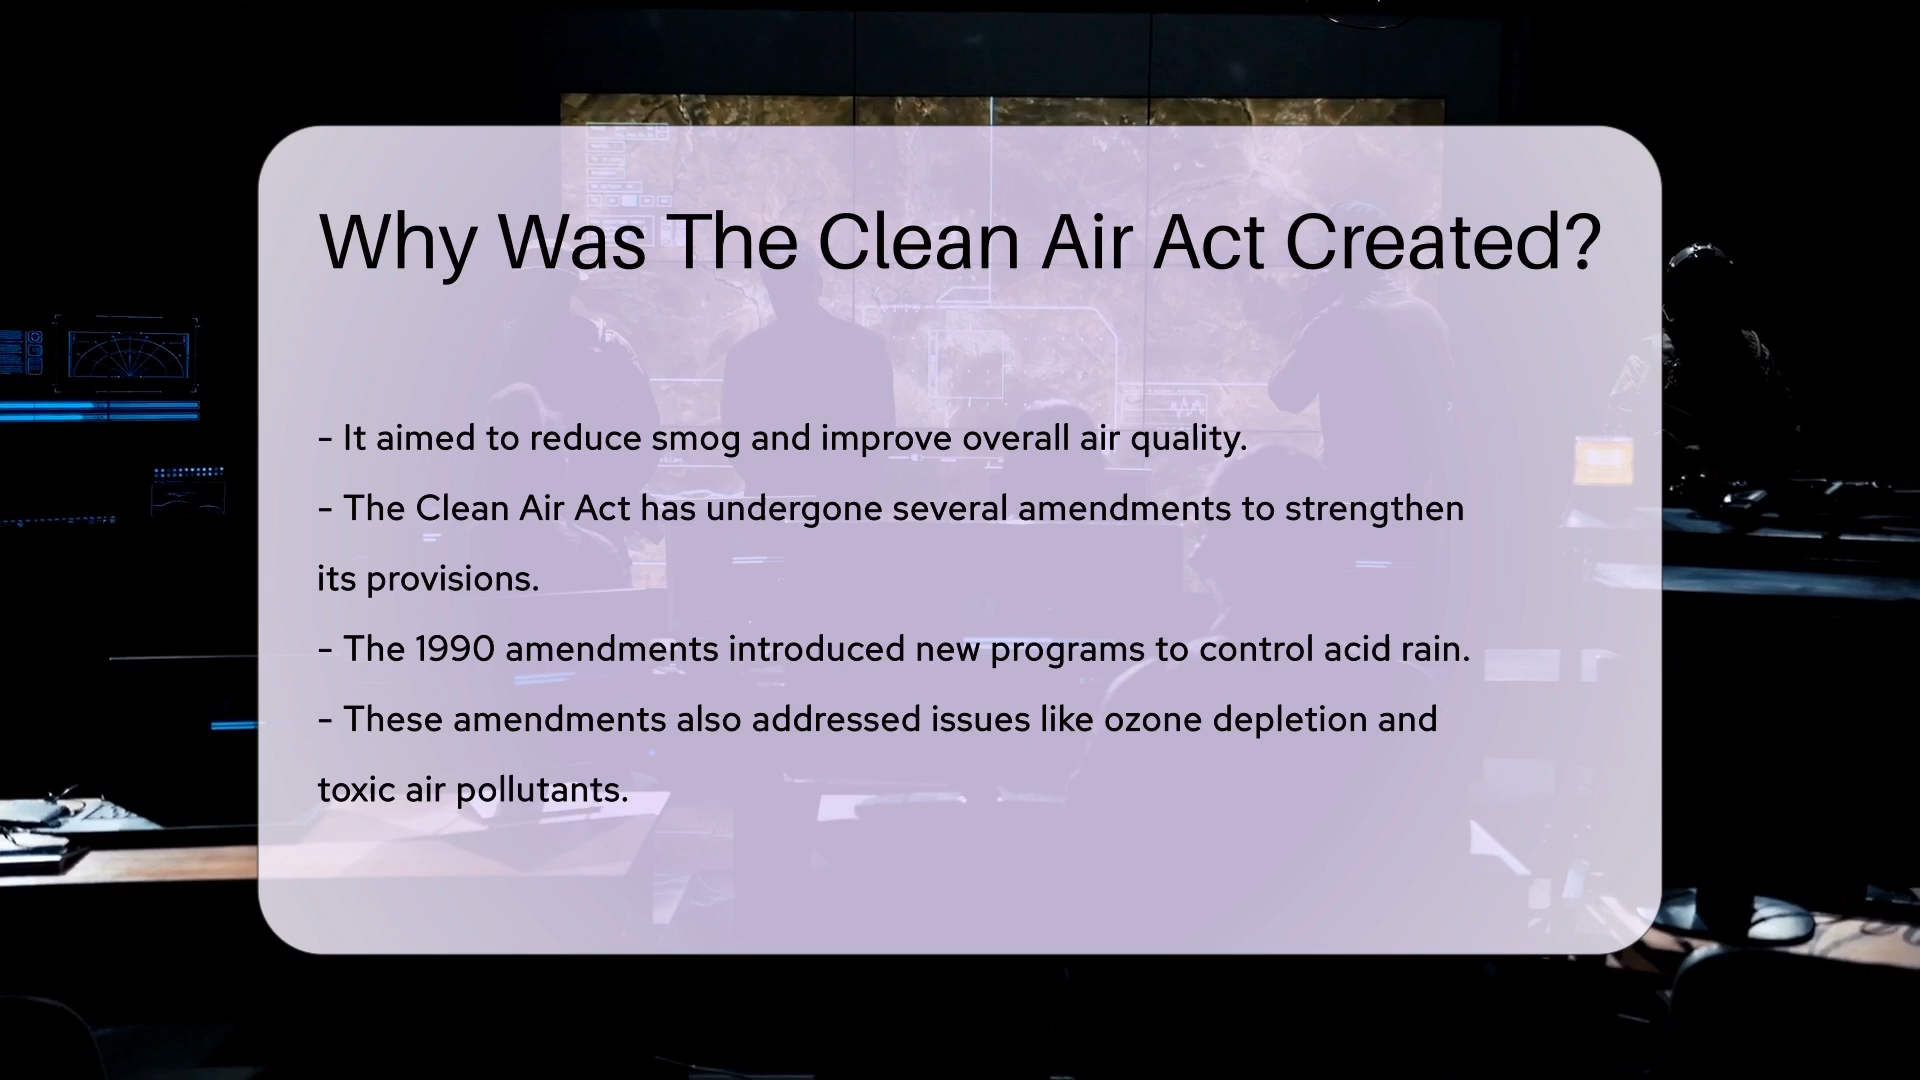 Why Was The Clean Air Act Created?
- It aimed to reduce smog and improve overall air quality.
- The Clean Air Act has undergone several amendments to strengthen
its provisions.
- The 1990 amendments introduced new programs to control acid rain.
- These amendments also addressed issues like ozone depletion and
toxic air pollutants.